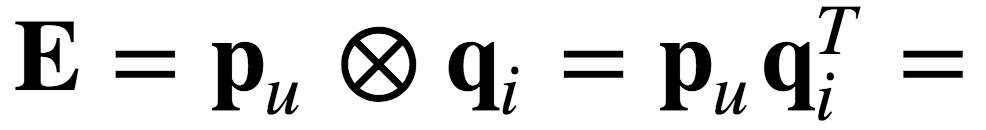 E = p_u ⊗ q_i = p_u q_i^T =